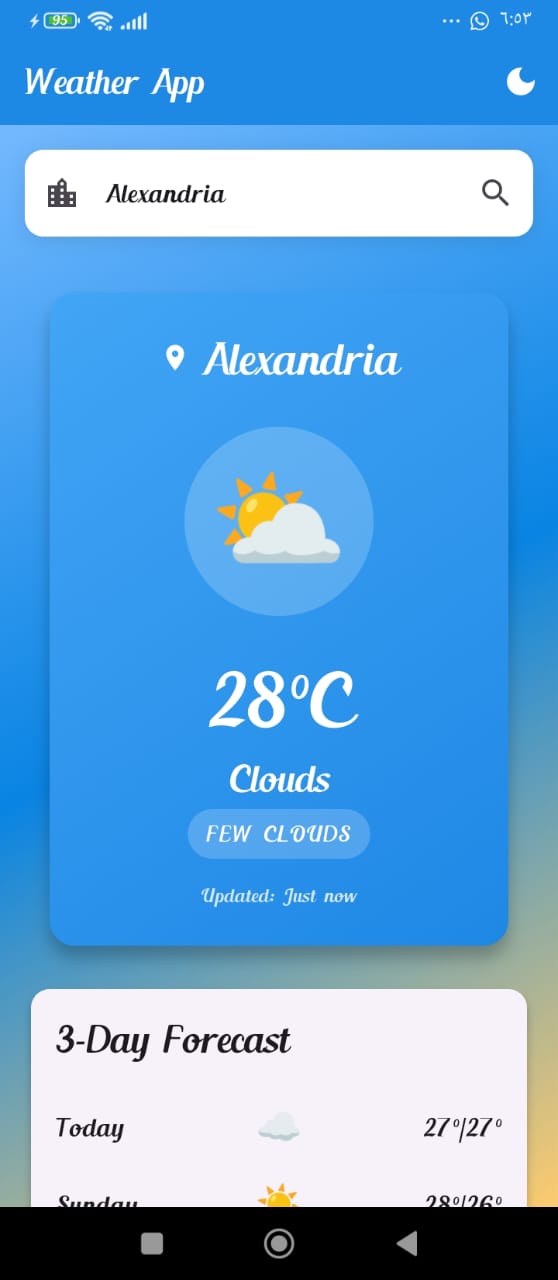 95 ... ٦:٥٣
Weather App
Alexandria
Alexandria
28°C
Clouds
FEW CLOUDS
Updated: Just now
3-Day Forecast
Today 27°/27°
Sunday 28°/26°